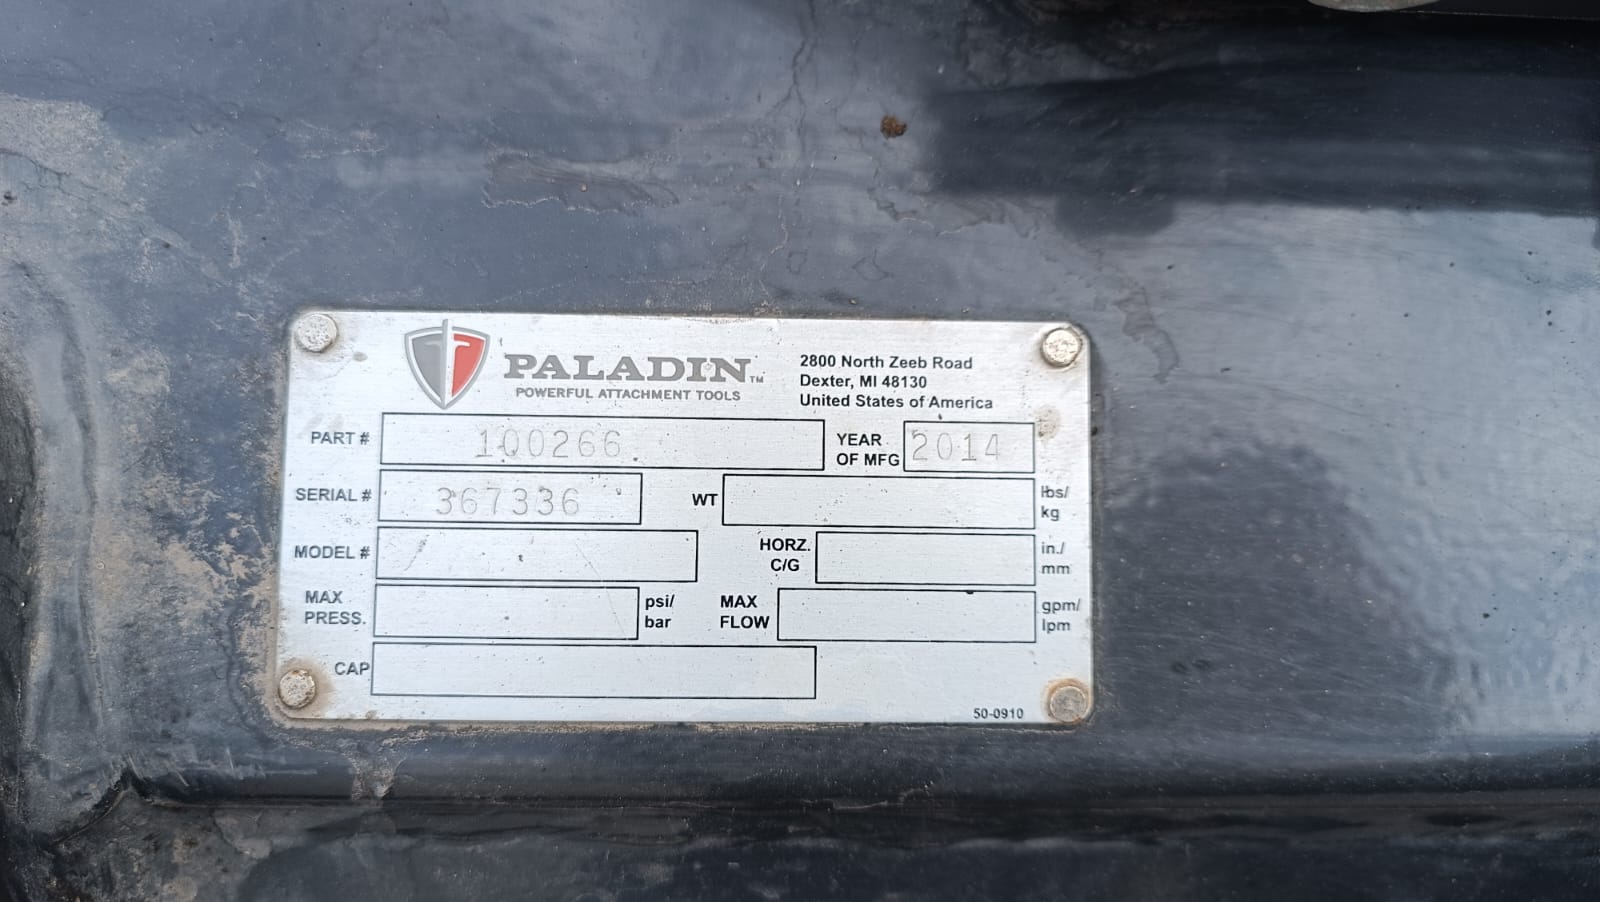 PALADIN™
POWERFUL ATTACHMENT TOOLS
2800 North Zeeb Road
Dexter, MI 48130
United States of America
PART # 100266
YEAR OF MFG 2014
SERIAL # 367336
WT lbs/ kg
MODEL #
HORZ. C/G in./ mm
MAX PRESS. psi/ bar
MAX FLOW gpm/ lpm
CAP
50-0910